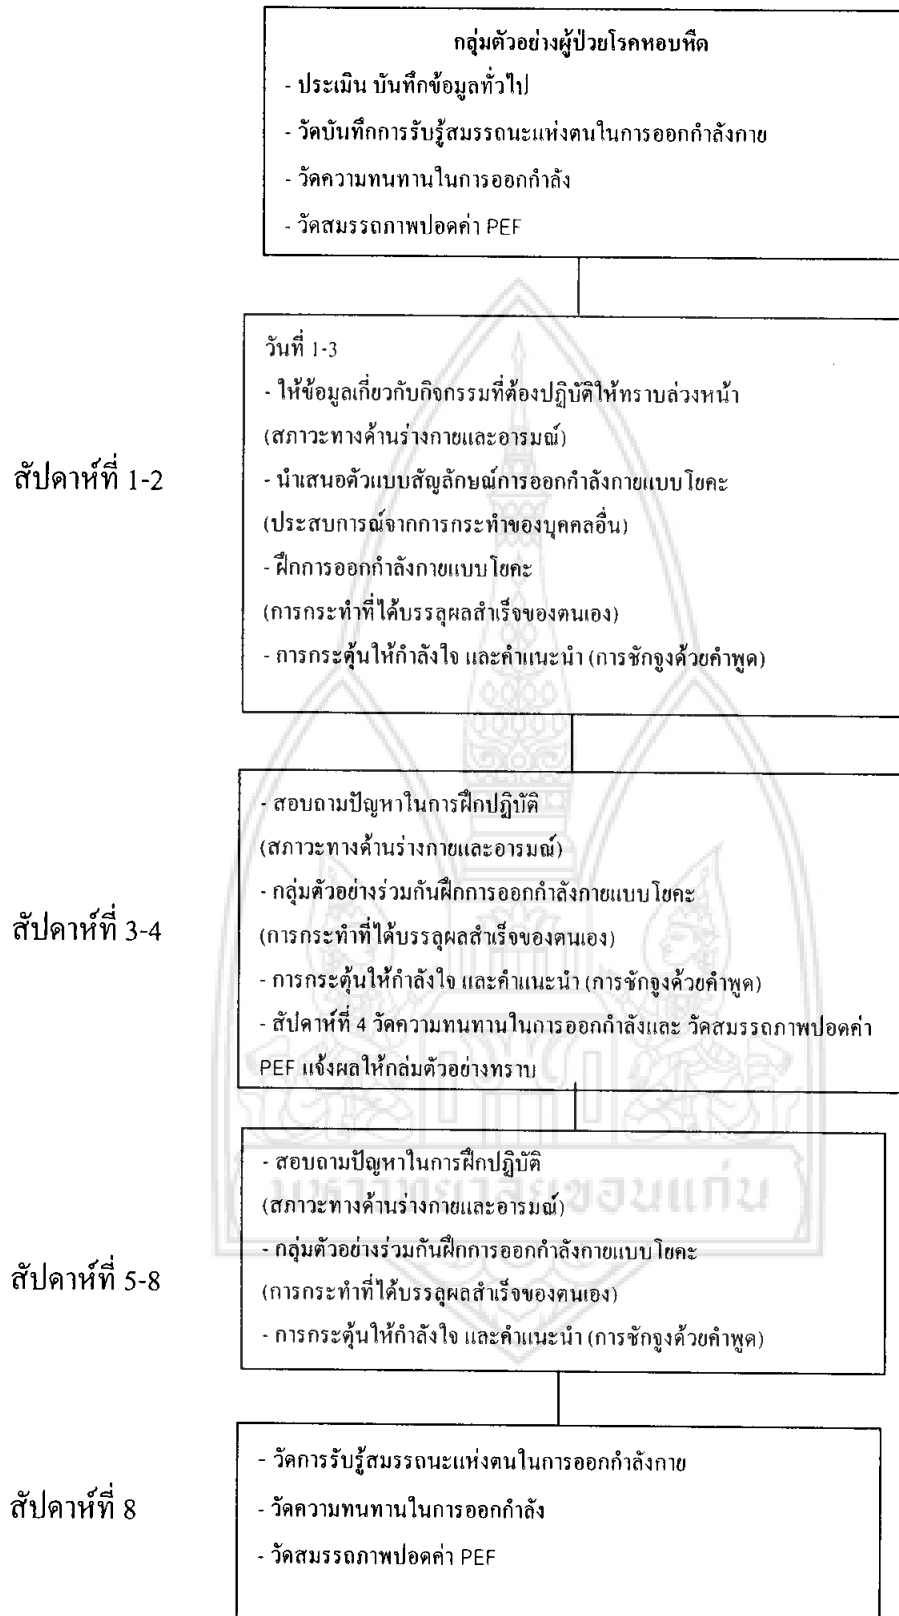 กลุ่มตัวอย่างผู้ป่วยโรคหอบหืด
- ประเมิน บันทึกข้อมูลทั่วไป
- วัดบันทึกการรับรู้สมรรถนะแห่งตนในการออกกำลังกาย
- วัดความทนทานในการออกกำลัง
- วัดสมรรถภาพปอดค่า PEF
สัปดาห์ที่ 1-2
วันที่ 1-3
- ให้ข้อมูลเกี่ยวกับกิจกรรมที่ต้องปฏิบัติให้ทราบล่วงหน้า
(สภาวะทางด้านร่างกายและอารมณ์)
- นำเสนอตัวแบบสัญลักษณ์การออกกำลังกายแบบโยคะ
(ประสบการณ์จากการกระทำของบุคคลอื่น)
- ฝึกการออกกำลังกายแบบโยคะ
(การกระทำที่ได้บรรลุผลสำเร็จของตนเอง)
- การกระตุ้นให้กำลังใจ และคำแนะนำ (การชักจูงด้วยคำพูด)
สัปดาห์ที่ 3-4
- สอบถามปัญหาในการฝึกปฏิบัติ
(สภาวะทางด้านร่างกายและอารมณ์)
- กลุ่มตัวอย่างร่วมกันฝึกการออกกำลังกายแบบโยคะ
(การกระทำที่ได้บรรลุผลสำเร็จของตนเอง)
- การกระตุ้นให้กำลังใจ และคำแนะนำ (การชักจูงด้วยคำพูด)
- สัปดาห์ที่ 4 วัดความทนทานในการออกกำลังและ วัดสมรรถภาพปอดค่า
PEF แจ้งผลให้กลุ่มตัวอย่างทราบ
สัปดาห์ที่ 5-8
- สอบถามปัญหาในการฝึกปฏิบัติ
(สภาวะทางด้านร่างกายและอารมณ์)
- กลุ่มตัวอย่างร่วมกันฝึกการออกกำลังกายแบบโยคะ
(การกระทำที่ได้บรรลุผลสำเร็จของตนเอง)
- การกระตุ้นให้กำลังใจ และคำแนะนำ (การชักจูงด้วยคำพูด)
มหาวิทยาลัยขอนแก่น
สัปดาห์ที่ 8
- วัดการรับรู้สมรรถนะแห่งตนในการออกกำลังกาย
- วัดความทนทานในการออกกำลัง
- วัดสมรรถภาพปอดค่า PEF